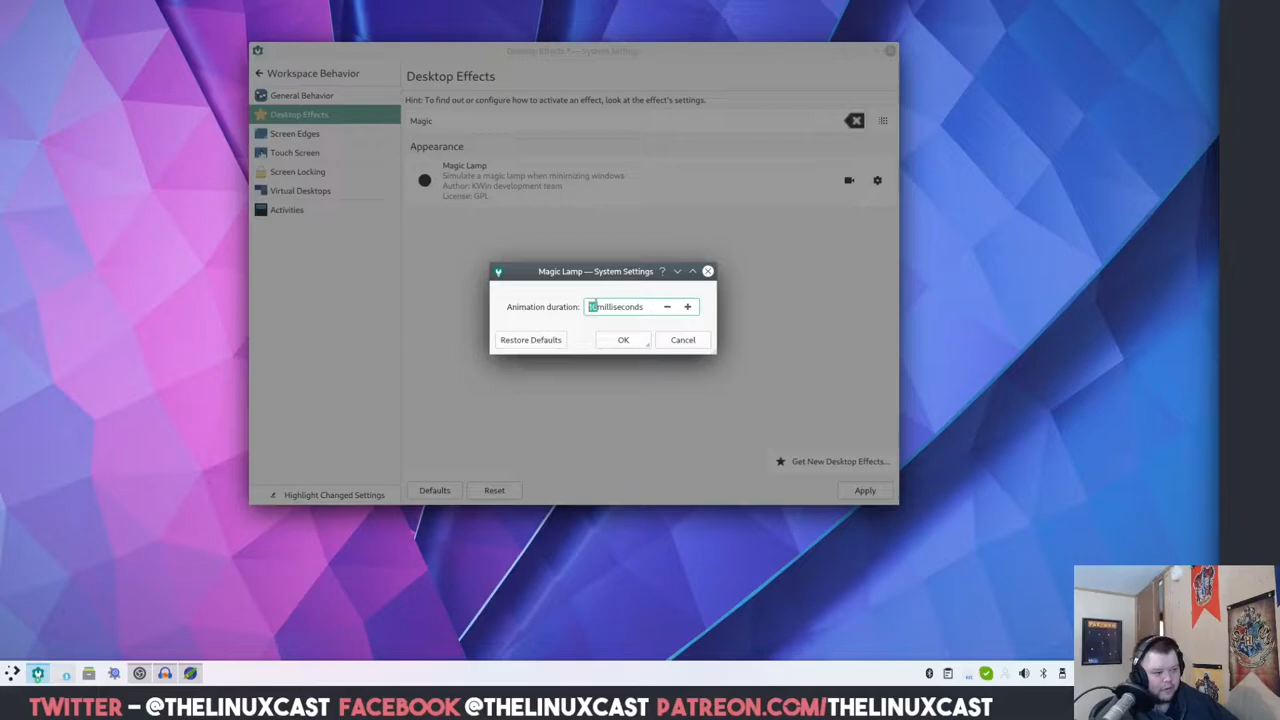 Desktop Effects * — System Settings
Workspace Behavior
Desktop Effects
General Behavior
Desktop Effects
Screen Edges
Touch Screen
Screen Locking
Virtual Desktops
Activities
Hint: To find out or configure how to activate an effect, look at the effect's settings.
Magic
Appearance
Magic Lamp
Simulate a magic lamp when minimizing windows
Author: KWin development team
License: GPL
Magic Lamp — System Settings
Animation duration:
milliseconds
Restore Defaults
OK
Cancel
Get New Desktop Effects...
Highlight Changed Settings
Defaults
Reset
Apply
TWITTER – @THELINUXCAST FACEBOOK @THELINUXCAST PATREON.COM/THELINUXCAST